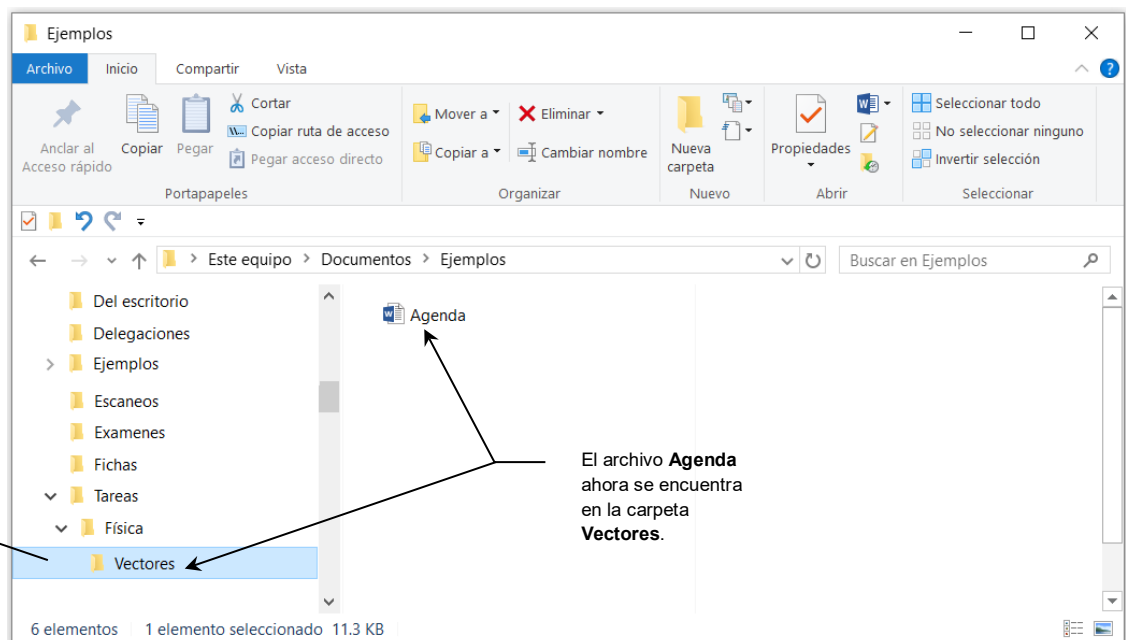 Ejemplos
Archivo Inicio Compartir Vista
Anclar al Acceso rápido
Copiar
Pegar
Cortar
Copiar ruta de acceso
Pegar acceso directo
Portapapeles
Mover a
Eliminar
Copiar a
Cambiar nombre
Organizar
Nueva carpeta
Nuevo
Propiedades
Abrir
Seleccionar todo
No seleccionar ninguno
Invertir selección
Seleccionar
Este equipo > Documentos > Ejemplos
Buscar en Ejemplos
Del escritorio
Delegaciones
Ejemplos
Escaneos
Examenes
Fichas
Tareas
Física
Vectores
Agenda
El archivo Agenda
ahora se encuentra
en la carpeta
Vectores.
6 elementos 1 elemento seleccionado 11.3 KB